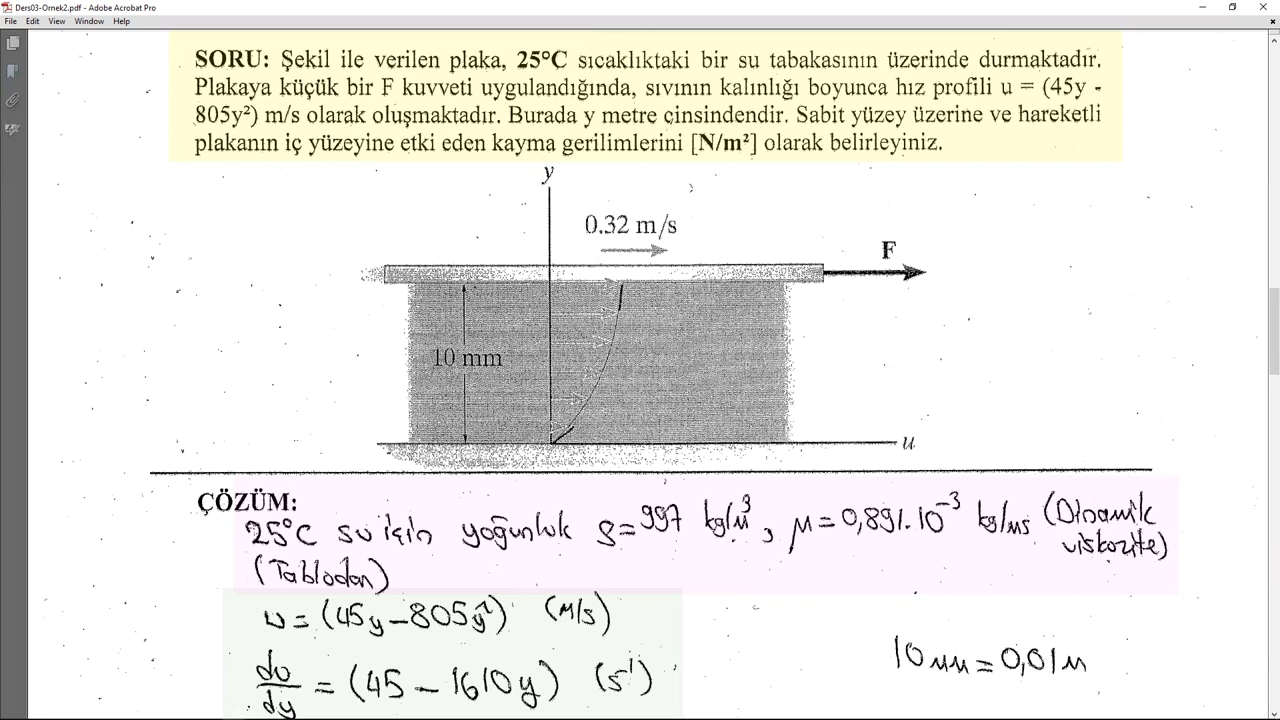 Ders03-Ornek2.pdf - Adobe Acrobat Pro
File Edit View Window Help
SORU: Şekil ile verilen plaka, 25°C sıcaklıktaki bir su tabakasının üzerinde durmaktadır.
Plakaya küçük bir F kuvveti uygulandığında, sıvının kalınlığı boyunca hız profili u = (45y -
805y²) m/s olarak oluşmaktadır. Burada y metre cinsindendir. Sabit yüzey üzerine ve hareketli
plakanın iç yüzeyine etki eden kayma gerilimlerini [N/m²] olarak belirleyiniz.
y
0.32 m/s
F
10 mm
u
ÇÖZÜM:
25°C su için yoğunluk ρ=997 kg/m³, μ=0,891.10⁻³ kg/ms (Dinamik
viskozite)
(Tablodan)
u=(45y-805y²) (m/s)
du/dy = (45 - 1610y) (s⁻¹)
10 mm = 0,01m